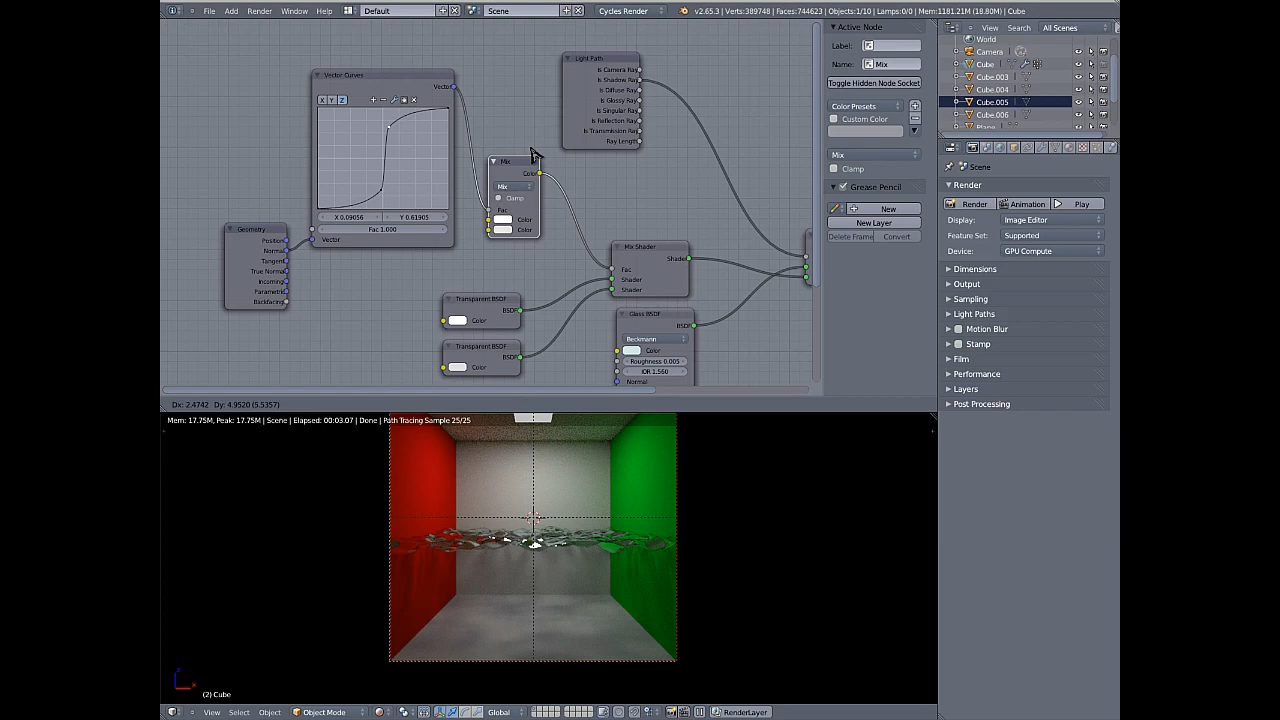 File Add Render Window Help Default Scene Cycles Render v2.65.3 | Verts:389748 | Faces:744623 | Objects:1/10 | Lamps:0/0 | Mem:1181.21M (18.80M) | Cube
Vector Curves
Vector
X Y Z
X 0.09056 Y 0.61905
Fac 1.000
Vector
Geometry
Position
Normal
Tangent
True Normal
Incoming
Parametric
Backfacing
Mix
Color
Mix
Clamp
Fac
Color
Color
Light Path
Is Camera Ray
Is Shadow Ray
Is Diffuse Ray
Is Glossy Ray
Is Singular Ray
Is Reflection Ray
Is Transmission Ray
Ray Length
Mix Shader
Shader
Fac
Shader
Shader
Transparent BSDF
BSDF
Color
Transparent BSDF
BSDF
Color
Glass BSDF
BSDF
Beckmann
Color
Roughness 0.005
IOR 1.560
Normal
Active Node
Label:
Name: Mix
Toggle Hidden Node Socket
Color Presets
Custom Color
Mix
Clamp
Grease Pencil
New
New Layer
Delete Frame Convert
View Search All Scenes
World
Camera
Cube
Cube.003
Cube.004
Cube.005
Cube.006
Scene
Render
Render Animation Play
Display: Image Editor
Feature Set: Supported
Device: GPU Compute
Dimensions
Output
Sampling
Light Paths
Motion Blur
Stamp
Film
Performance
Layers
Post Processing
Dx: 2.4742 Dy: 4.9520 (5.5357)
Mem: 17.75M, Peak: 17.75M | Scene | Elapsed: 00:03.07 | Done | Path Tracing Sample 25/25
(2) Cube
View Select Object Object Mode Global RenderLayer